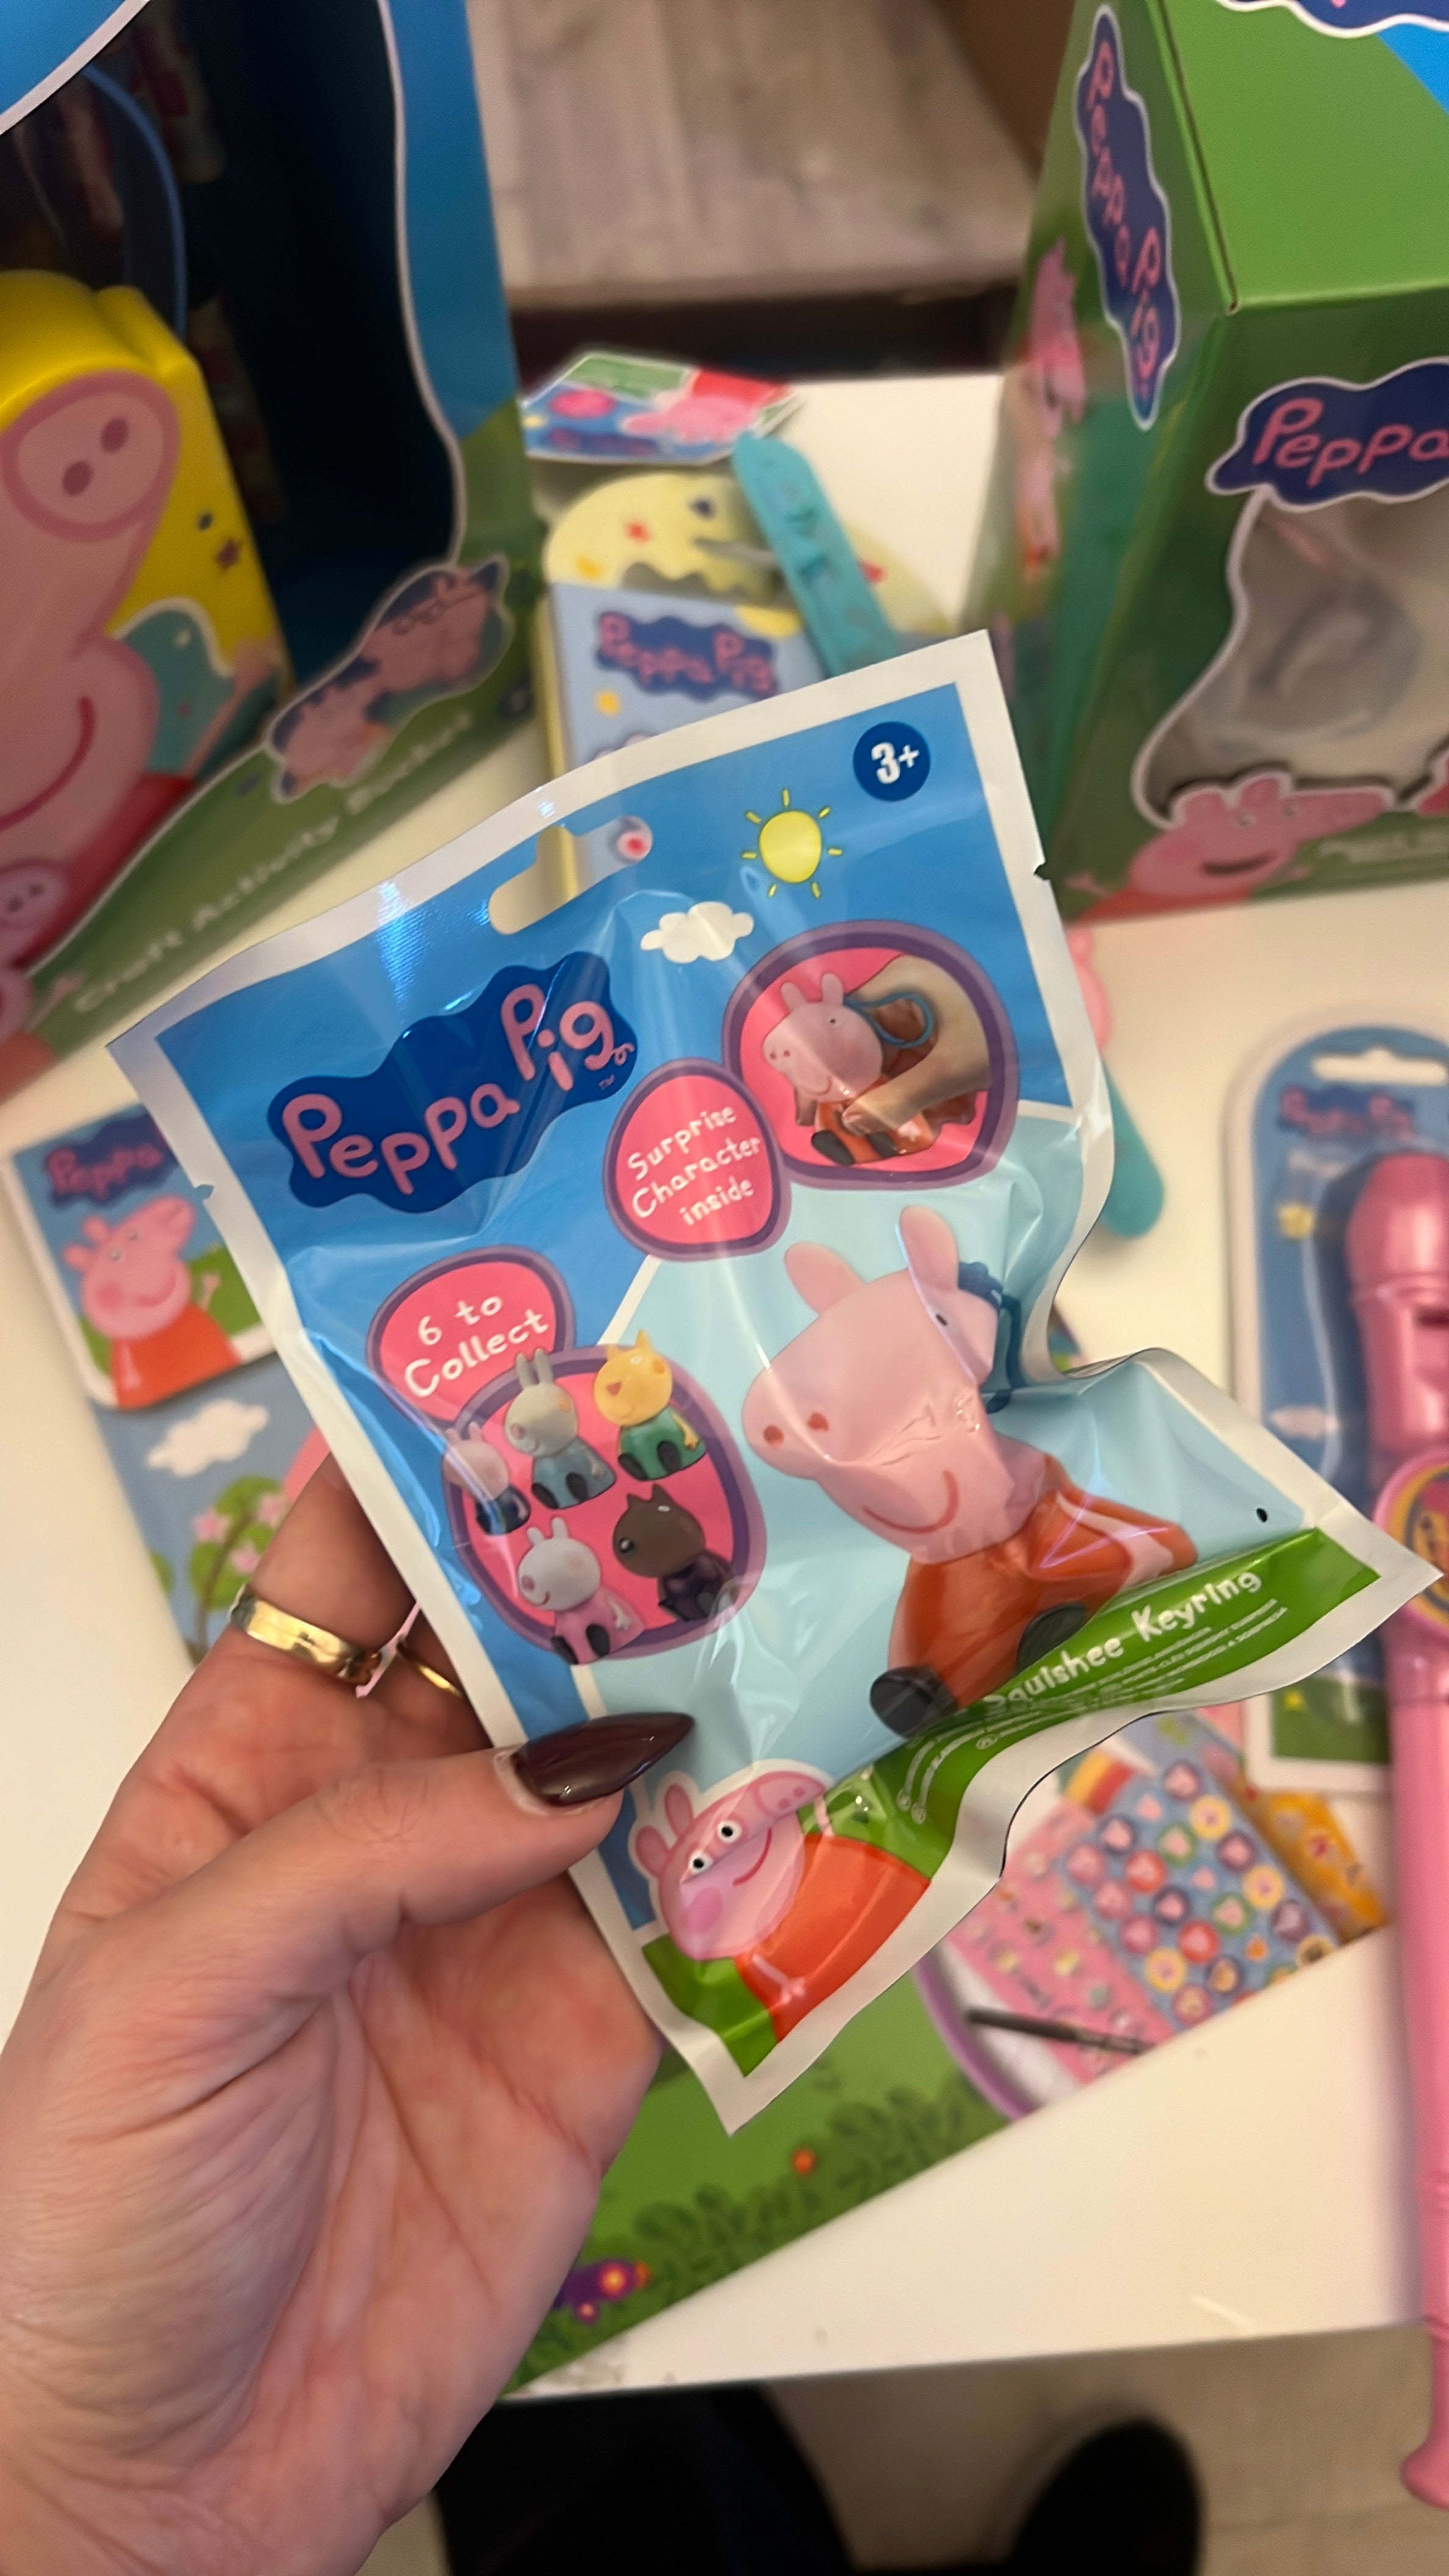 Peppa Pig
Peppa
Peppa Pig
Craft Activity Bucket
3+
Peppa Pig™
Surprise
Character
inside
6 to
Collect
Squishee Keyring
Peppa
Peppa Pig